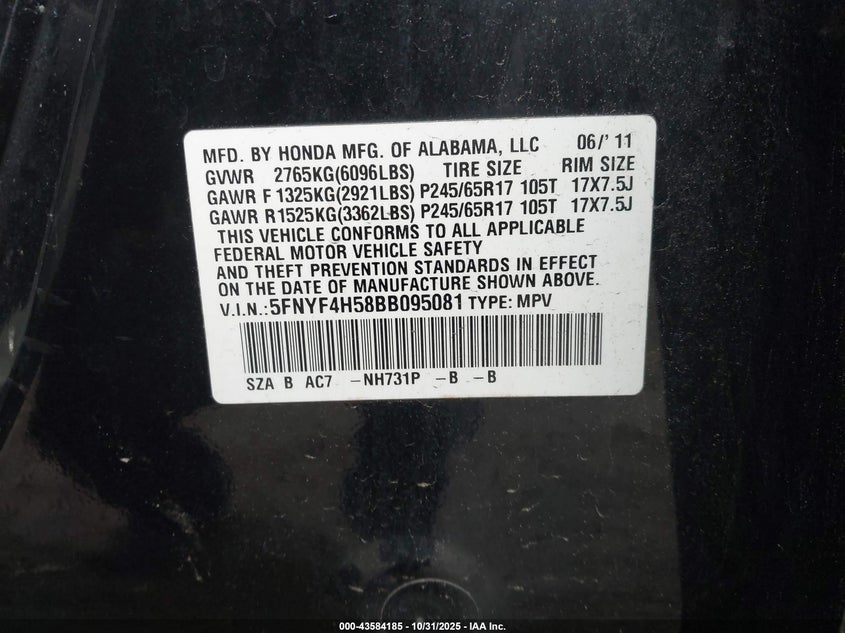 MFD. BY HONDA MFG. OF ALABAMA, LLC 06/' 11
GVWR 2765KG(6096LBS) TIRE SIZE RIM SIZE
GAWR F 1325KG(2921LBS) P245/65R17 105T 17X7.5J
GAWR R1525KG(3362LBS) P245/65R17 105T 17X7.5J
THIS VEHICLE CONFORMS TO ALL APPLICABLE
FEDERAL MOTOR VEHICLE SAFETY
AND THEFT PREVENTION STANDARDS IN EFFECT
ON THE DATE OF MANUFACTURE SHOWN ABOVE.
V.I.N.:5FNYF4H58BB095081 TYPE: MPV
SZA B AC7 -NH731P -B -B
000-43584185 - 10/31/2025 - IAA Inc.